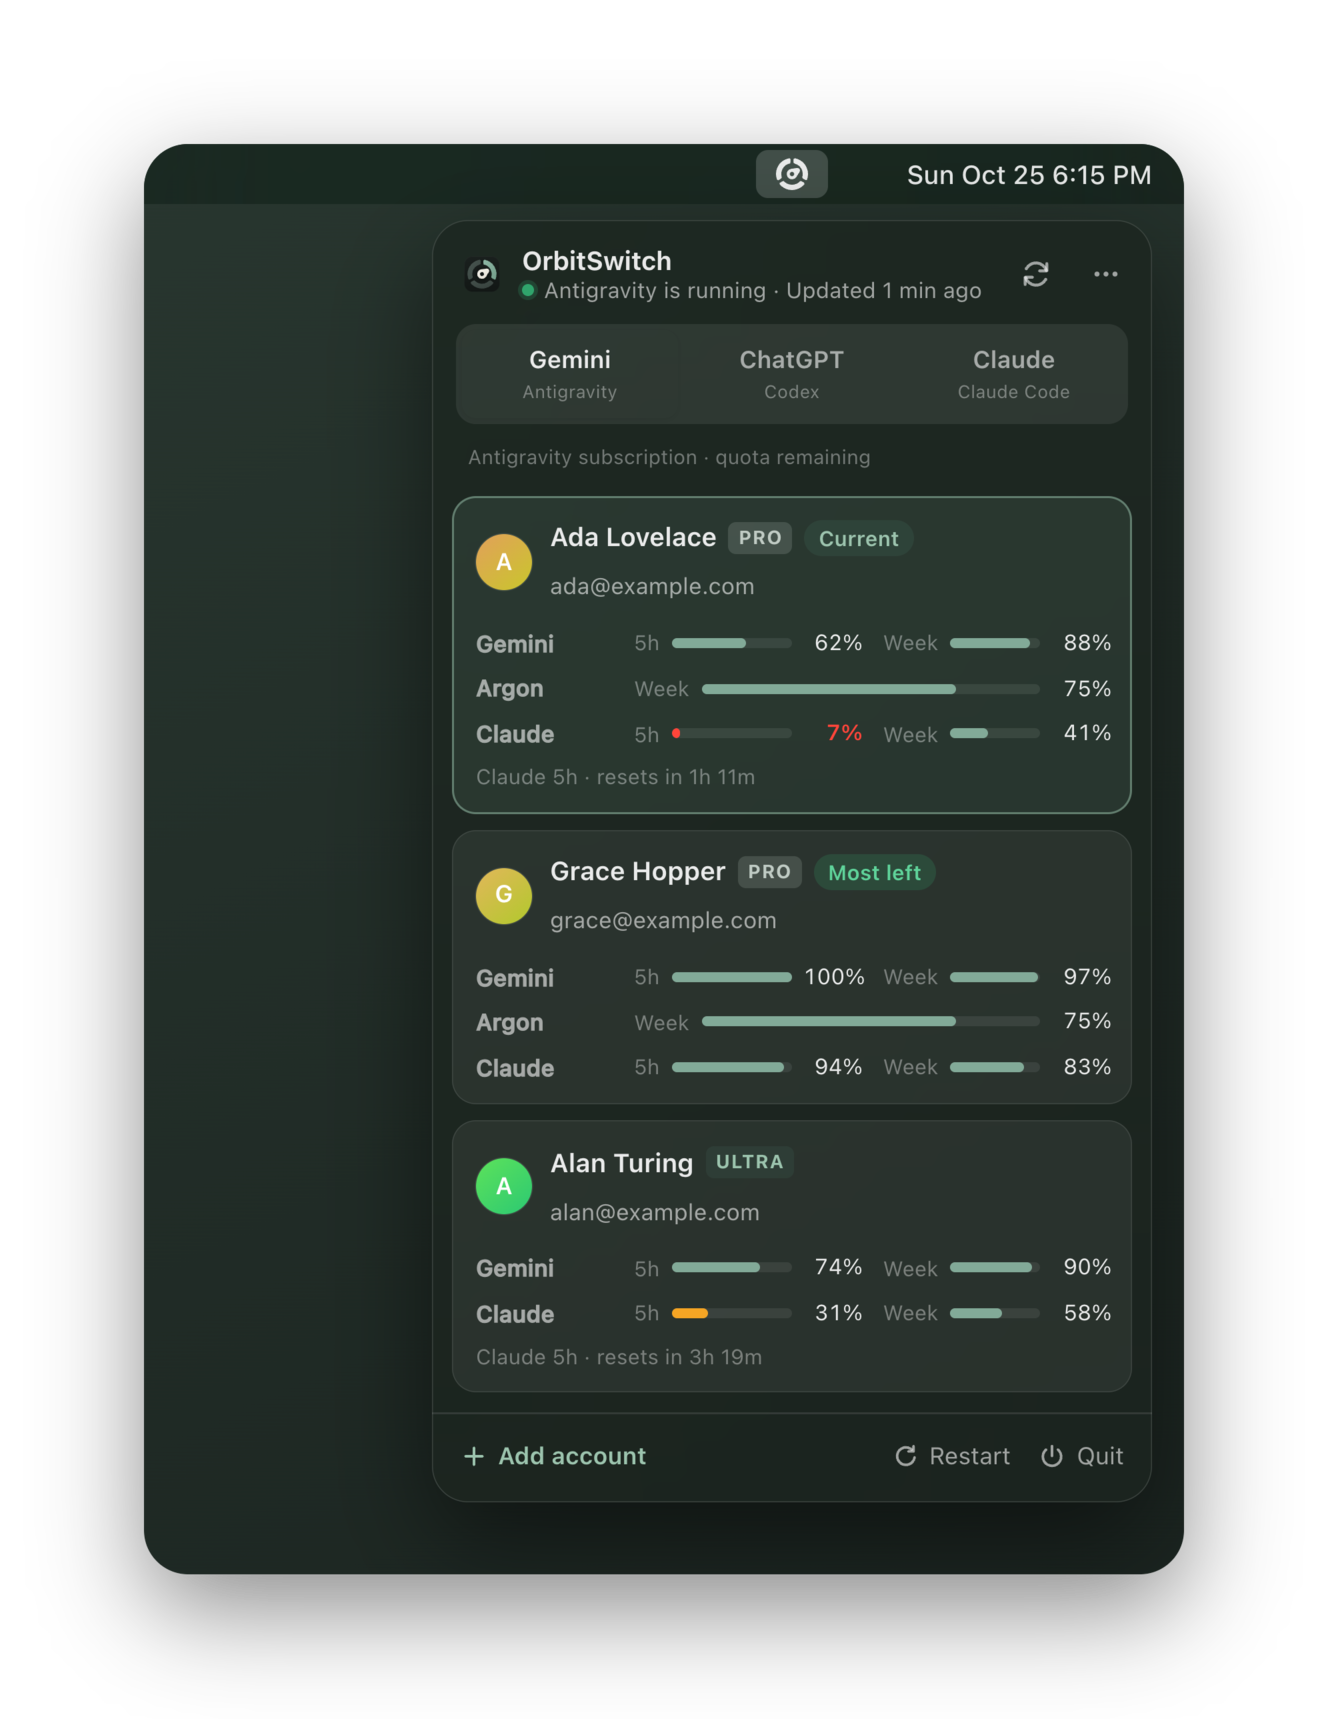 Sun Oct 25 6:15 PM
OrbitSwitch
Antigravity is running · Updated 1 min ago
Gemini ChatGPT Claude
Antigravity Codex Claude Code
Antigravity subscription · quota remaining
A
Ada Lovelace PRO Current
ada@example.com
Gemini 5h 62% Week 88%
Argon Week 75%
Claude 5h 7% Week 41%
Claude 5h · resets in 1h 11m
G
Grace Hopper PRO Most left
grace@example.com
Gemini 5h 100% Week 97%
Argon Week 75%
Claude 5h 94% Week 83%
A
Alan Turing ULTRA
alan@example.com
Gemini 5h 74% Week 90%
Claude 5h 31% Week 58%
Claude 5h · resets in 3h 19m
+ Add account Restart Quit